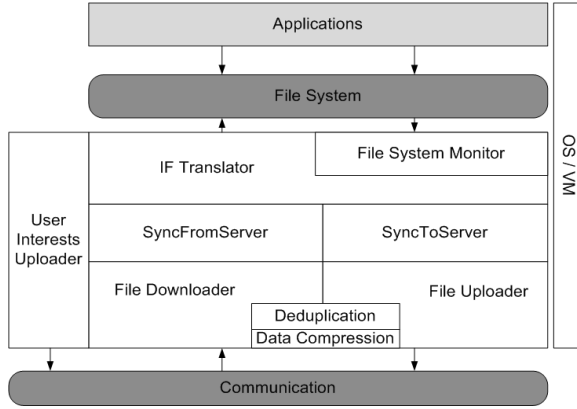 Applications
File System
OS / VM
File System Monitor
IF Translator
User
Interests
Uploader
SyncFromServer
SyncToServer
File Downloader
File Uploader
Deduplication
Data Compression
Communication